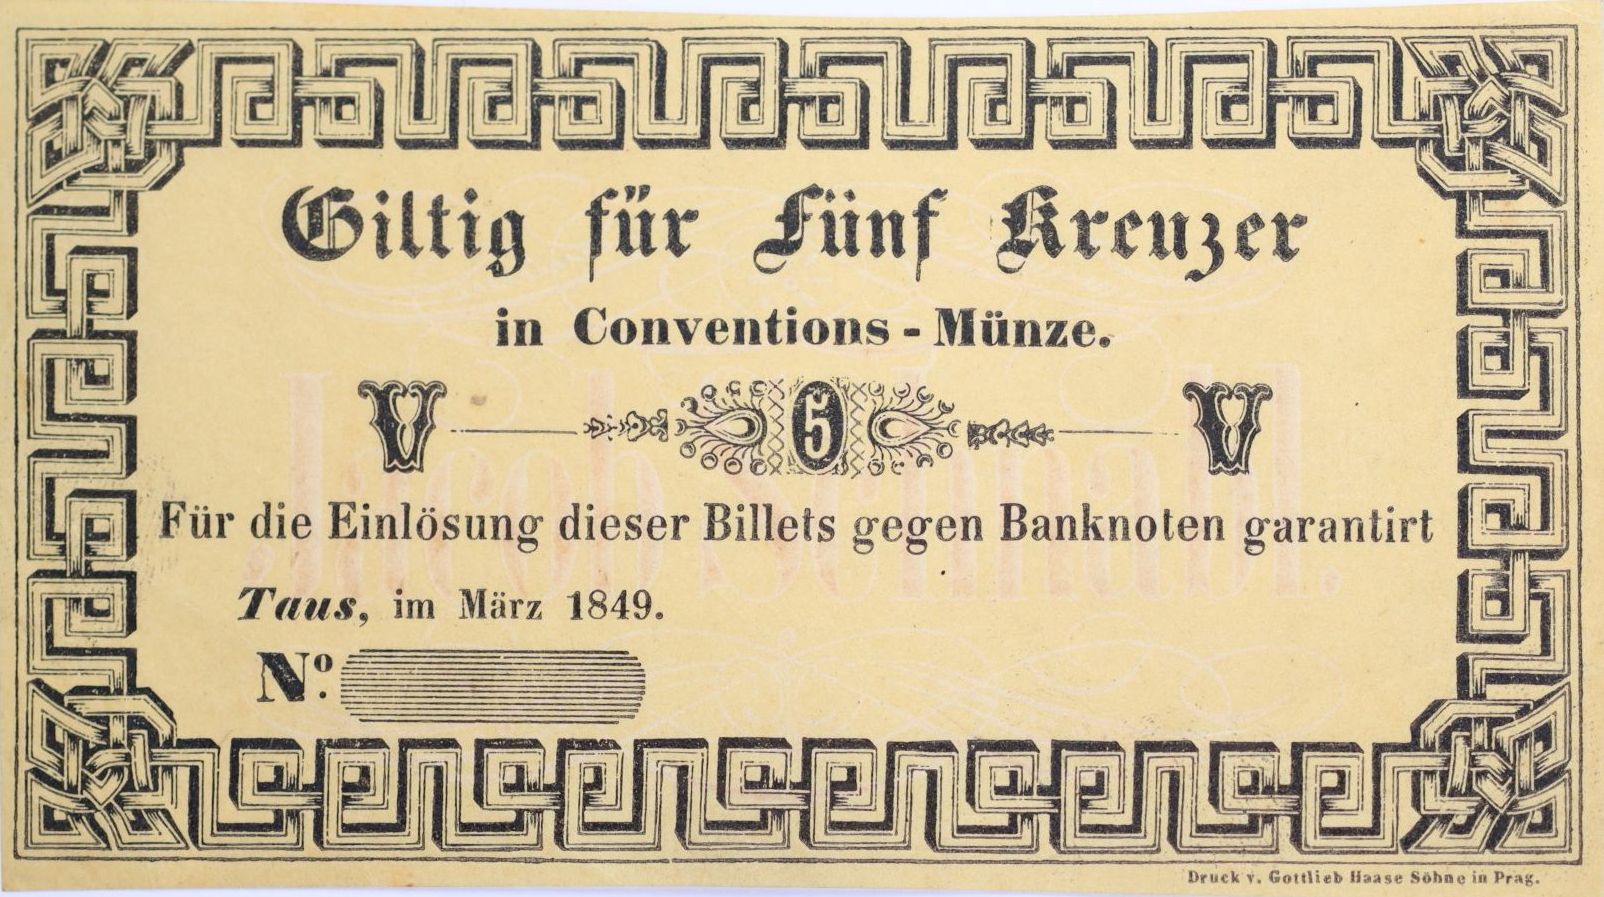 Giltig für Fünf Kreuzer
in Conventions - Münze.
V 5 V
Jacob Schnabl.
Für die Einlösung dieser Billets gegen Banknoten garantirt
Taus, im März 1849.
No.
Druck v. Gottlieb Haase Söhne in Prag.